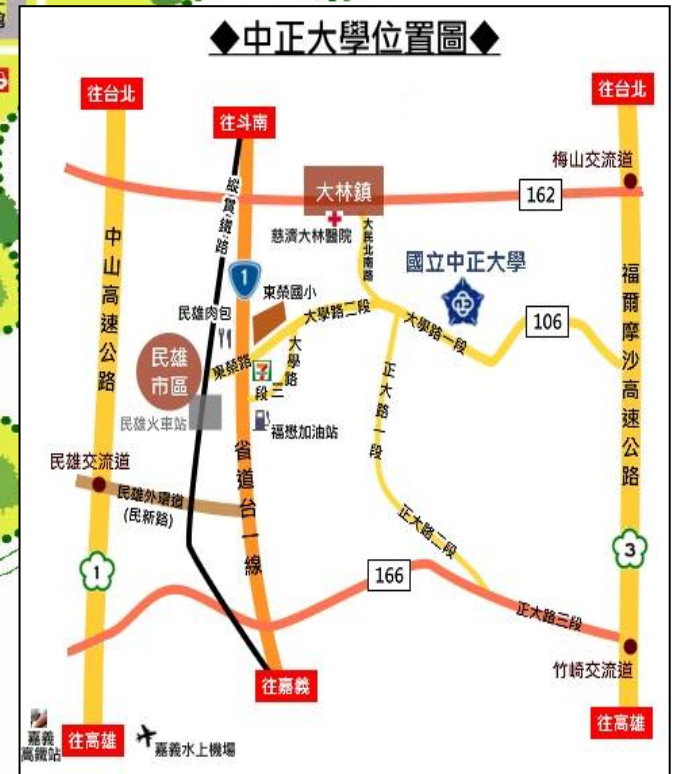 ◆中正大學位置圖◆
往台北
往斗南
往台北
梅山交流道
162
大林鎮
慈濟大林醫院
縱貫鐵路
大民北南路
國立中正大學
中山高速公路
1
東榮國小
民雄肉包
大學路二段
大學路一段
106
福爾摩沙高速公路
民雄
市區
東榮路
7
大學路
三段
正大路一段
民雄火車站
福懋加油站
省道台一線
民雄交流道
民雄外環道
(民新路)
正大路二段
1
166
3
正大路三段
往嘉義
竹崎交流道
往高雄
往高雄
嘉義
高鐵站
嘉義水上機場